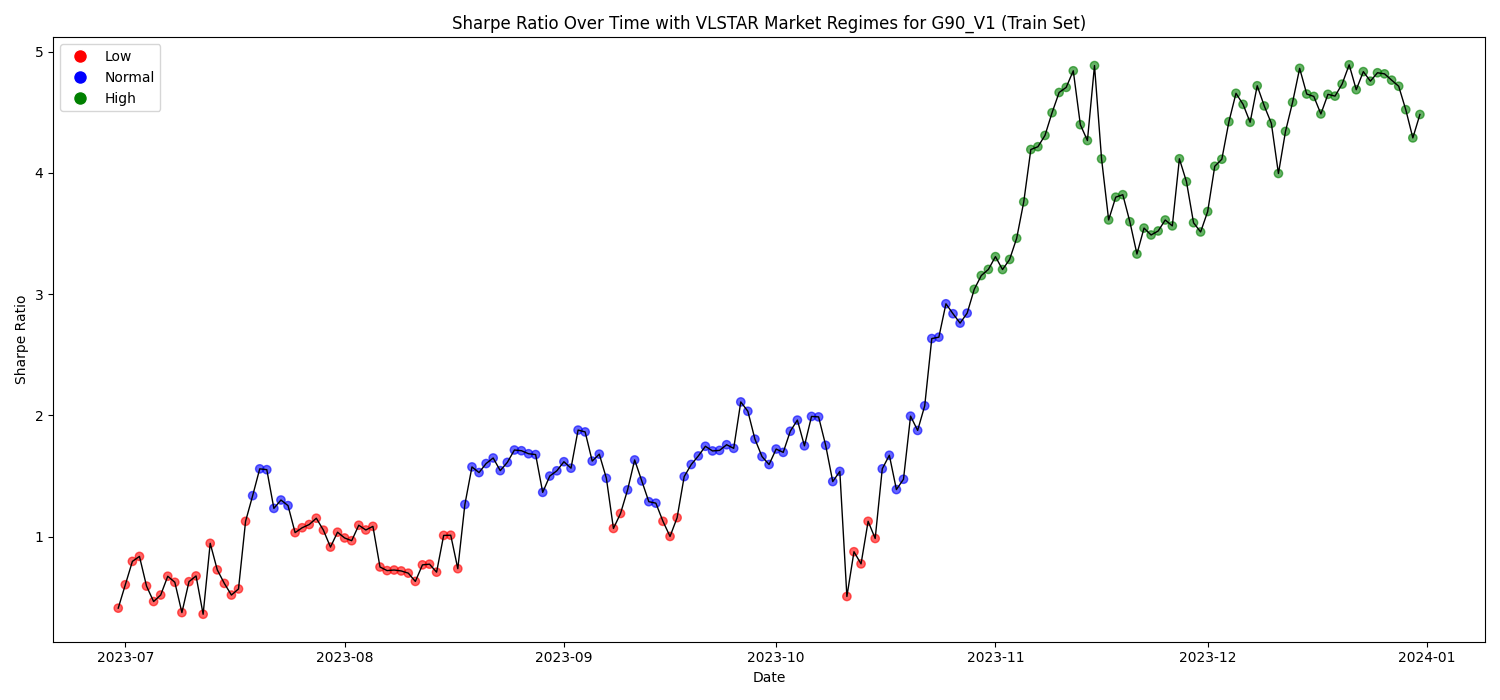 Sharpe Ratio Over Time with VLSTAR Market Regimes for G90_V1 (Train Set)
Low
Normal
High
5
4
3
2
1
Sharpe Ratio
2023-07
2023-08
2023-09
2023-10
2023-11
2023-12
2024-01
Date